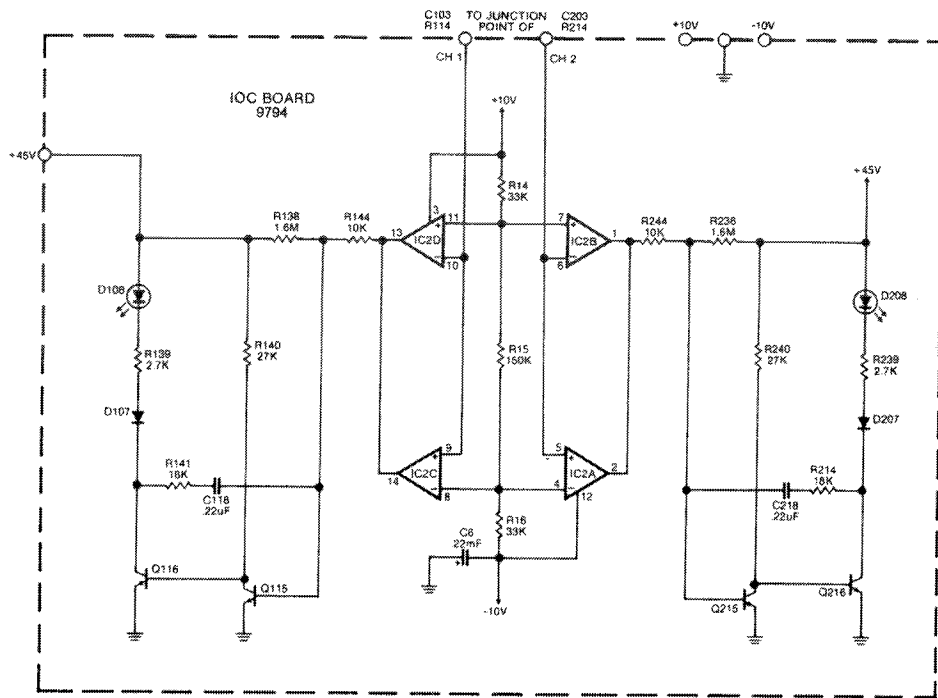 C103 TO JUNCTION C203
R114 POINT OF R214
+10V -10V
CH 1 CH 2
IOC BOARD
9794
+10V
+45V
+45V
R14
33K
R138
1.6M
R144
10K
3
11
13
IC2D
10
7
IC2B
1
6
R244
10K
R236
1.6M
D108
D208
R139
2.7K
R140
27K
R15
150K
R240
27K
R239
2.7K
D107
D207
R141
18K
C118
.22uF
9
IC2C
14
8
5
IC2A
2
4
12
R214
18K
C218
.22uF
R16
33K
C6
.22mF
+
-10V
Q116
Q115
Q215
Q216